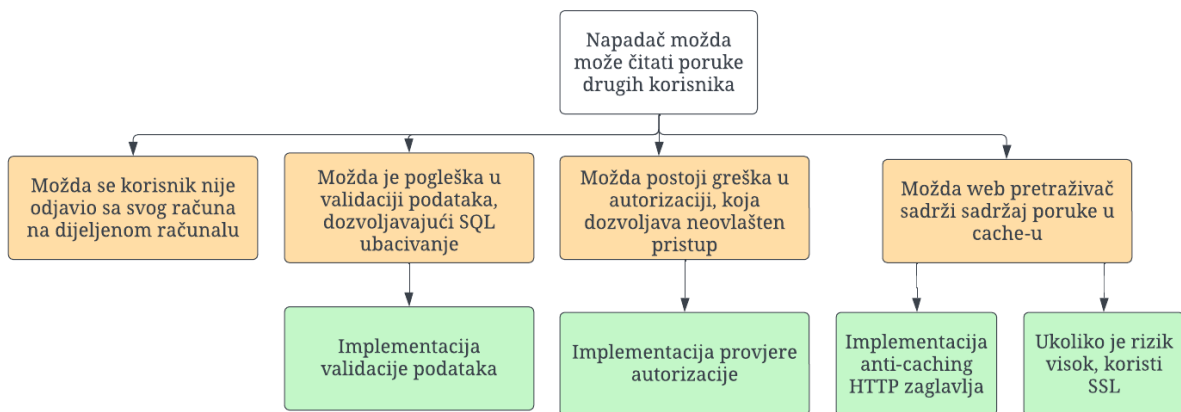 Napadač možda
može čitati poruke
drugih korisnika
Možda se korisnik nije
odjavio sa svog računa
na dijeljenom računalu
Možda je pogleška u
validaciji podataka,
dozvoljavajući SQL
ubacivanje
Možda postoji greška u
autorizaciji, koja
dozvoljava neovlašten
pristup
Možda web pretraživač
sadrži sadržaj poruke u
cache-u
Implementacija
validacije podataka
Implementacija provjere
autorizacije
Implementacija
anti-caching
HTTP zaglavlja
Ukoliko je rizik
visok, koristi
SSL